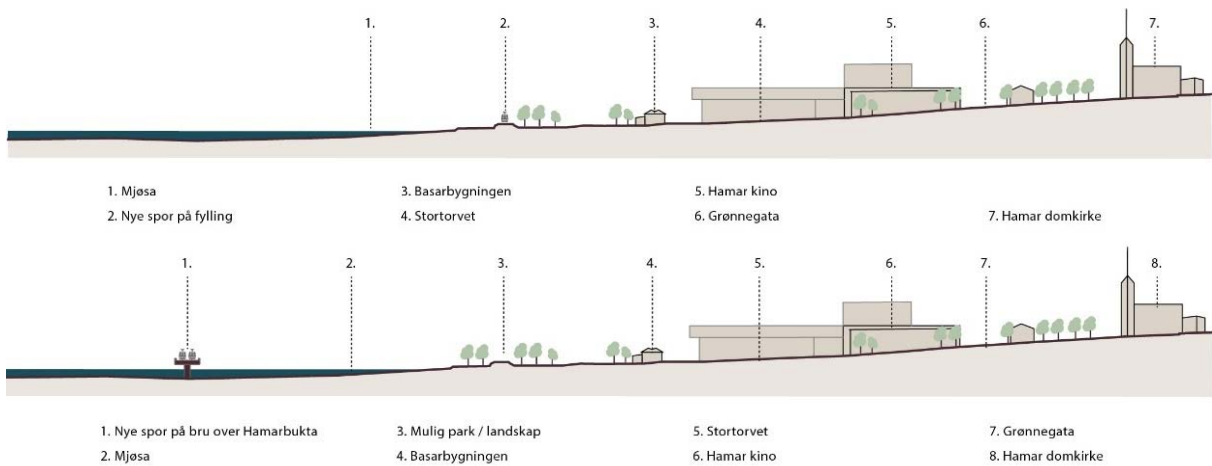 1. 2. 3. 4. 5. 6. 7.
1. Mjøsa 3. Basarbygningen 5. Hamar kino
2. Nye spor på fylling 4. Stortorvet 6. Grønnegata 7. Hamar domkirke
1. 2. 3. 4. 5. 6. 7. 8.
1. Nye spor på bru over Hamarbukta 3. Mulig park / landskap 5. Stortorvet 7. Grønnegata
2. Mjøsa 4. Basarbygningen 6. Hamar kino 8. Hamar domkirke